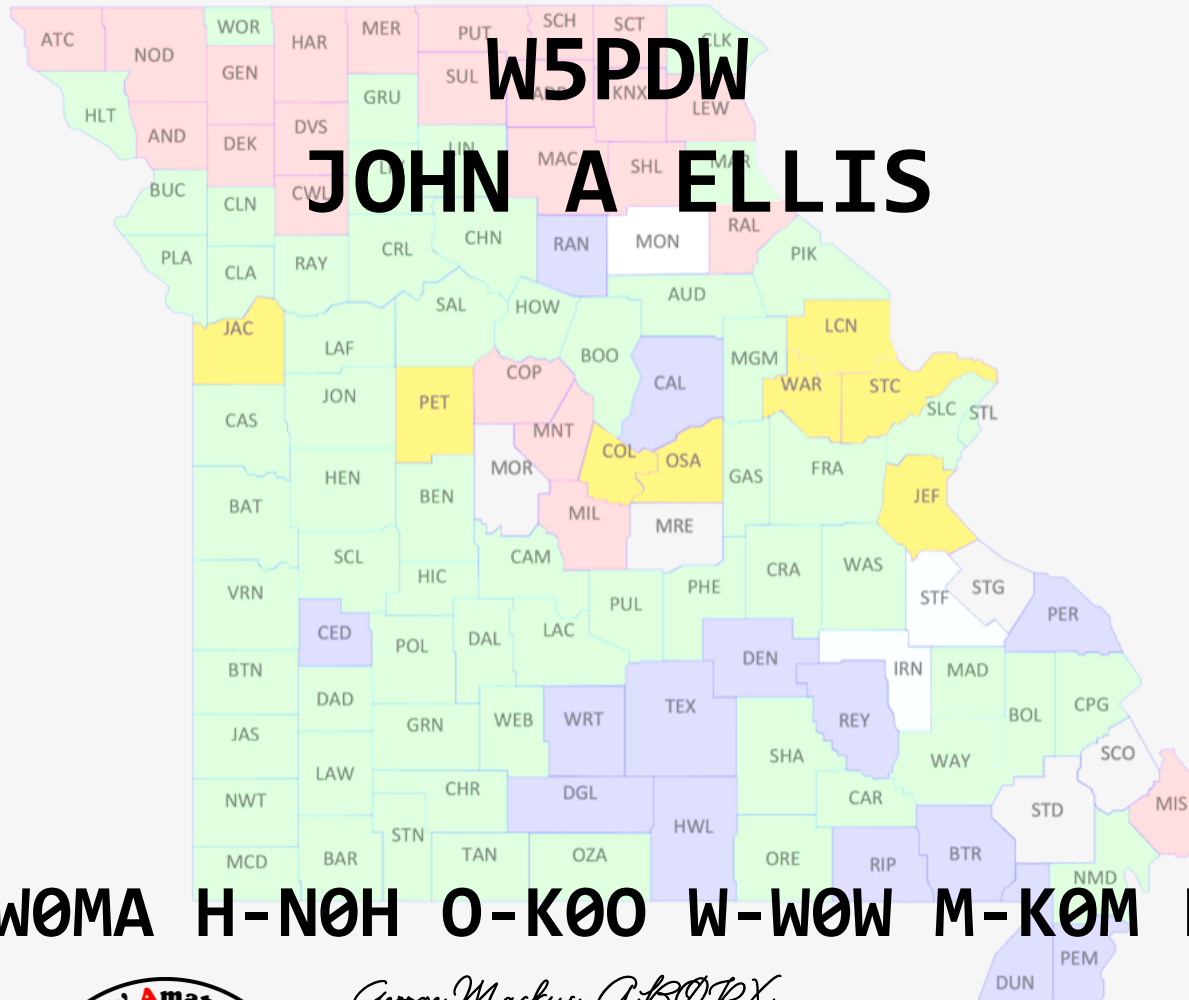 WOR
SCH
SCT
MER
ATC
PUT
HAR
CLK
W5PDW
NOD
GEN
SUL
KNX
GRU
LEW
HLT
DVS
AND
DEK
LIN
MAC
MAR
SHL
JOHN A ELLIS
BUC
CWL
CLN
RAL
CHN
MON
RAN
CRL
PIK
PLA
RAY
CLA
AUD
SAL
HOW
JAC
LCN
LAF
BOO
MGM
COP
CAL
WAR
STC
JON
PET
SLC
STL
CAS
MNT
COL
OSA
MOR
FRA
HEN
GAS
BEN
JEF
BAT
MIL
MRE
SCL
CAM
WAS
CRA
HIC
PHE
STG
VRN
STF
PUL
PER
CED
LAC
DAL
POL
DEN
BTN
IRN
MAD
DAD
TEX
CPG
BOL
WEB
WRT
REY
GRN
JAS
SCO
SHA
WAY
LAW
CHR
DGL
CAR
NWT
MIS
STD
HWL
STN
TAN
OZA
BTR
BAR
ORE
MCD
RIP
NMD
W0MA H-N0H O-K0O W-W0W M-K0M
PEM
DUN